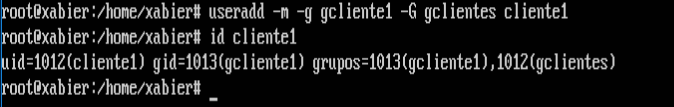 root@xabier:/home/xabier# useradd -m -g gcliente1 -G gclientes cliente1
root@xabier:/home/xabier# id cliente1
uid=1012(cliente1) gid=1013(gcliente1) grupos=1013(gcliente1),1012(gclientes)
root@xabier:/home/xabier# _